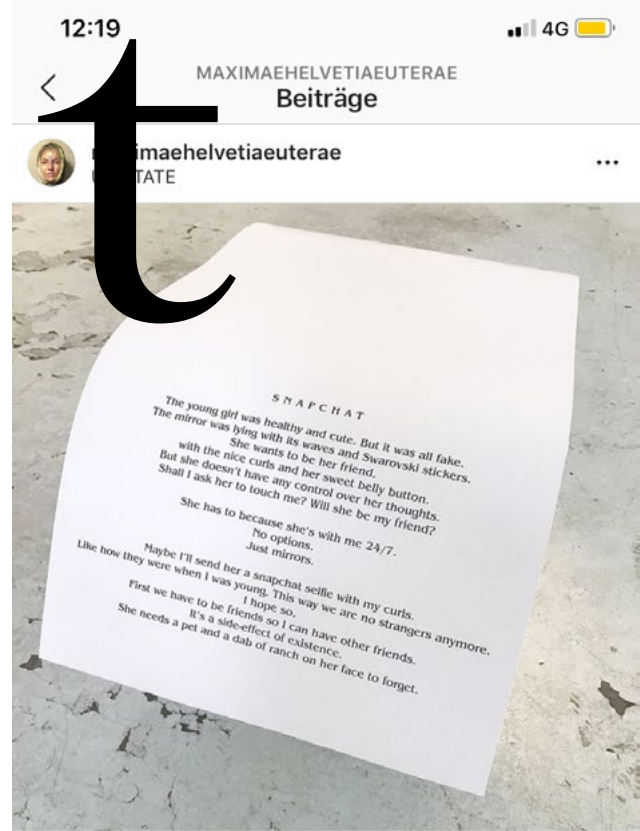 12:19
4G
MAXIMAEHELVETIAEUTERAE
Beiträge
t
imaehelvetiaeuterae
TATE
SNAPCHAT
The young girl was healthy and cute. But it was all fake.
The mirror was lying with its waves and Swarovski stickers.
She wants to be her friend,
with the nice curls and her sweet belly button.
But she doesn't have any control over her thoughts.
Shall I ask her to touch me? Will she be my friend?
She has to because she's with me 24/7.
No options.
Just mirrors.
Maybe I'll send her a snapchat selfie with my curls.
Like how they were when I was young. This way we are no strangers anymore.
I hope so.
First we have to be friends so I can have other friends.
It's a side-effect of existence.
She needs a pet and a dab of ranch on her face to forget.